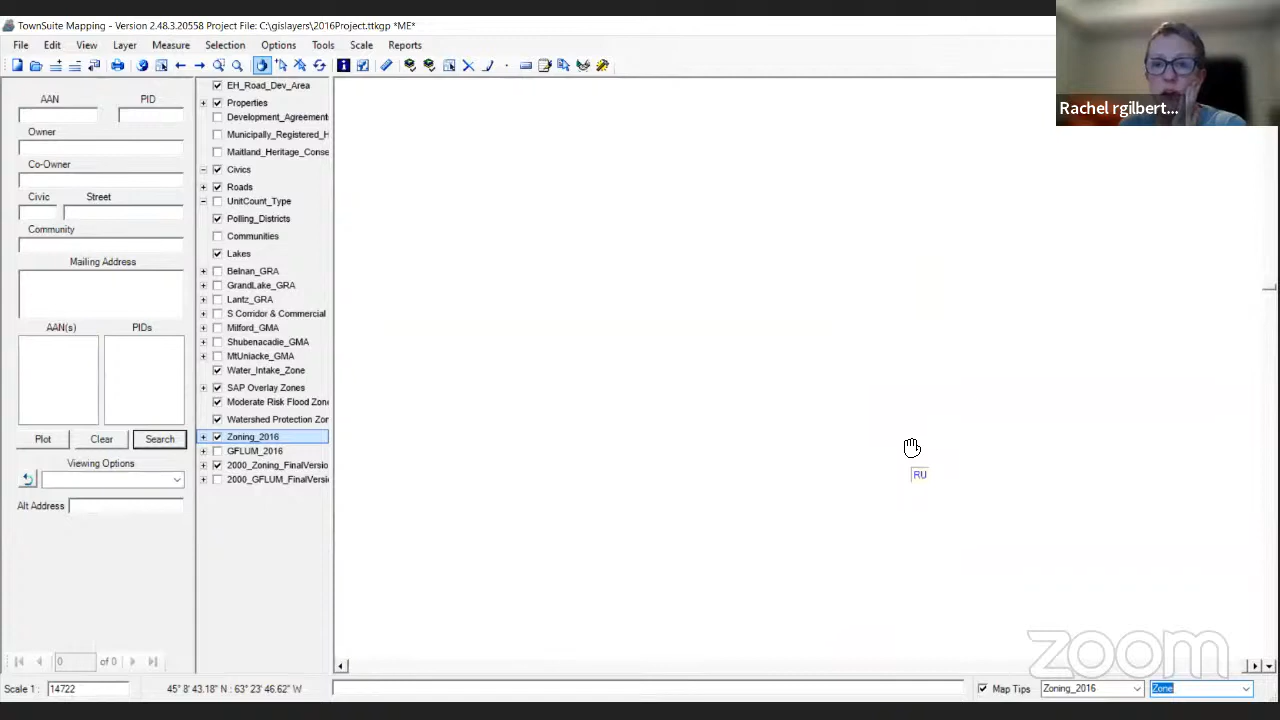 TownSuite Mapping - Version 2.48.3.20558 Project File: C:\gislayers\2016Project.ttkgp *ME*
File Edit View Layer Measure Selection Options Tools Scale Reports
Rachel rgilbert...
AAN PID
Owner
Co-Owner
Civic Street
Community
Mailing Address
AAN(s) PIDs
Plot Clear Search
Viewing Options
Alt Address
0 of 0
EH_Road_Dev_Area
Properties
Development_Agreement
Municipally_Registered_H
Maitland_Heritage_Conse
Civics
Roads
UnitCount_Type
Polling_Districts
Communities
Lakes
Belnan_GRA
GrandLake_GRA
Lantz_GRA
S Corridor & Commercial
Milford_GMA
Shubenacadie_GMA
MtUniacke_GMA
Water_Intake_Zone
SAP Overlay Zones
Moderate Risk Flood Zone
Watershed Protection Zor
Zoning_2016
GFLUM_2016
2000_Zoning_FinalVersio
2000_GFLUM_FinalVersi
RU
zoom
Scale 1: 14722 45° 8' 43.18" N : 63° 23' 46.62" W Map Tips Zoning_2016 Zone